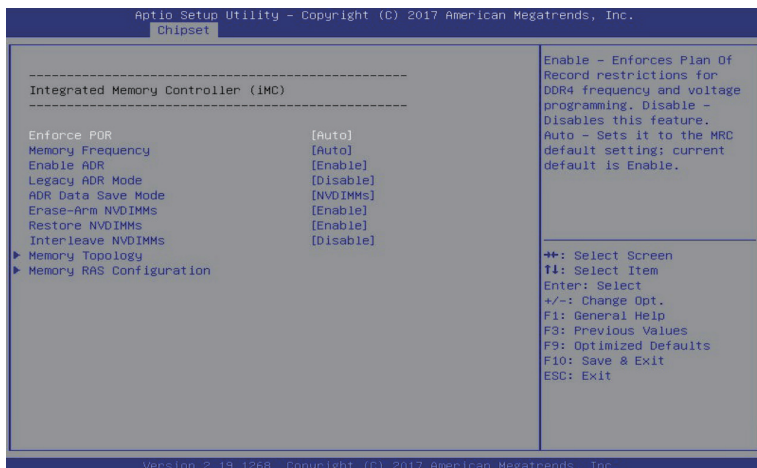 Aptio Setup Utility – Copyright (C) 2017 American Megatrends, Inc.
Chipset
------------------------------------------------
Integrated Memory Controller (iMC)
------------------------------------------------
Enforce POR [Auto]
Memory Frequency [Auto]
Enable ADR [Enable]
Legacy ADR Mode [Disable]
ADR Data Save Mode [NVDIMMs]
Erase-Arm NVDIMMs [Enable]
Restore NVDIMMs [Enable]
Interleave NVDIMMs [Disable]
Memory Topology
Memory RAS Configuration
Enable – Enforces Plan Of
Record restrictions for
DDR4 frequency and voltage
programming. Disable –
Disables this feature.
Auto – Sets it to the MRC
default setting; current
default is Enable.
→←: Select Screen
↑↓: Select Item
Enter: Select
+/-: Change Opt.
F1: General Help
F3: Previous Values
F9: Optimized Defaults
F10: Save & Exit
ESC: Exit
Version 2.19.1268. Copyright (C) 2017 American Megatrends, Inc.